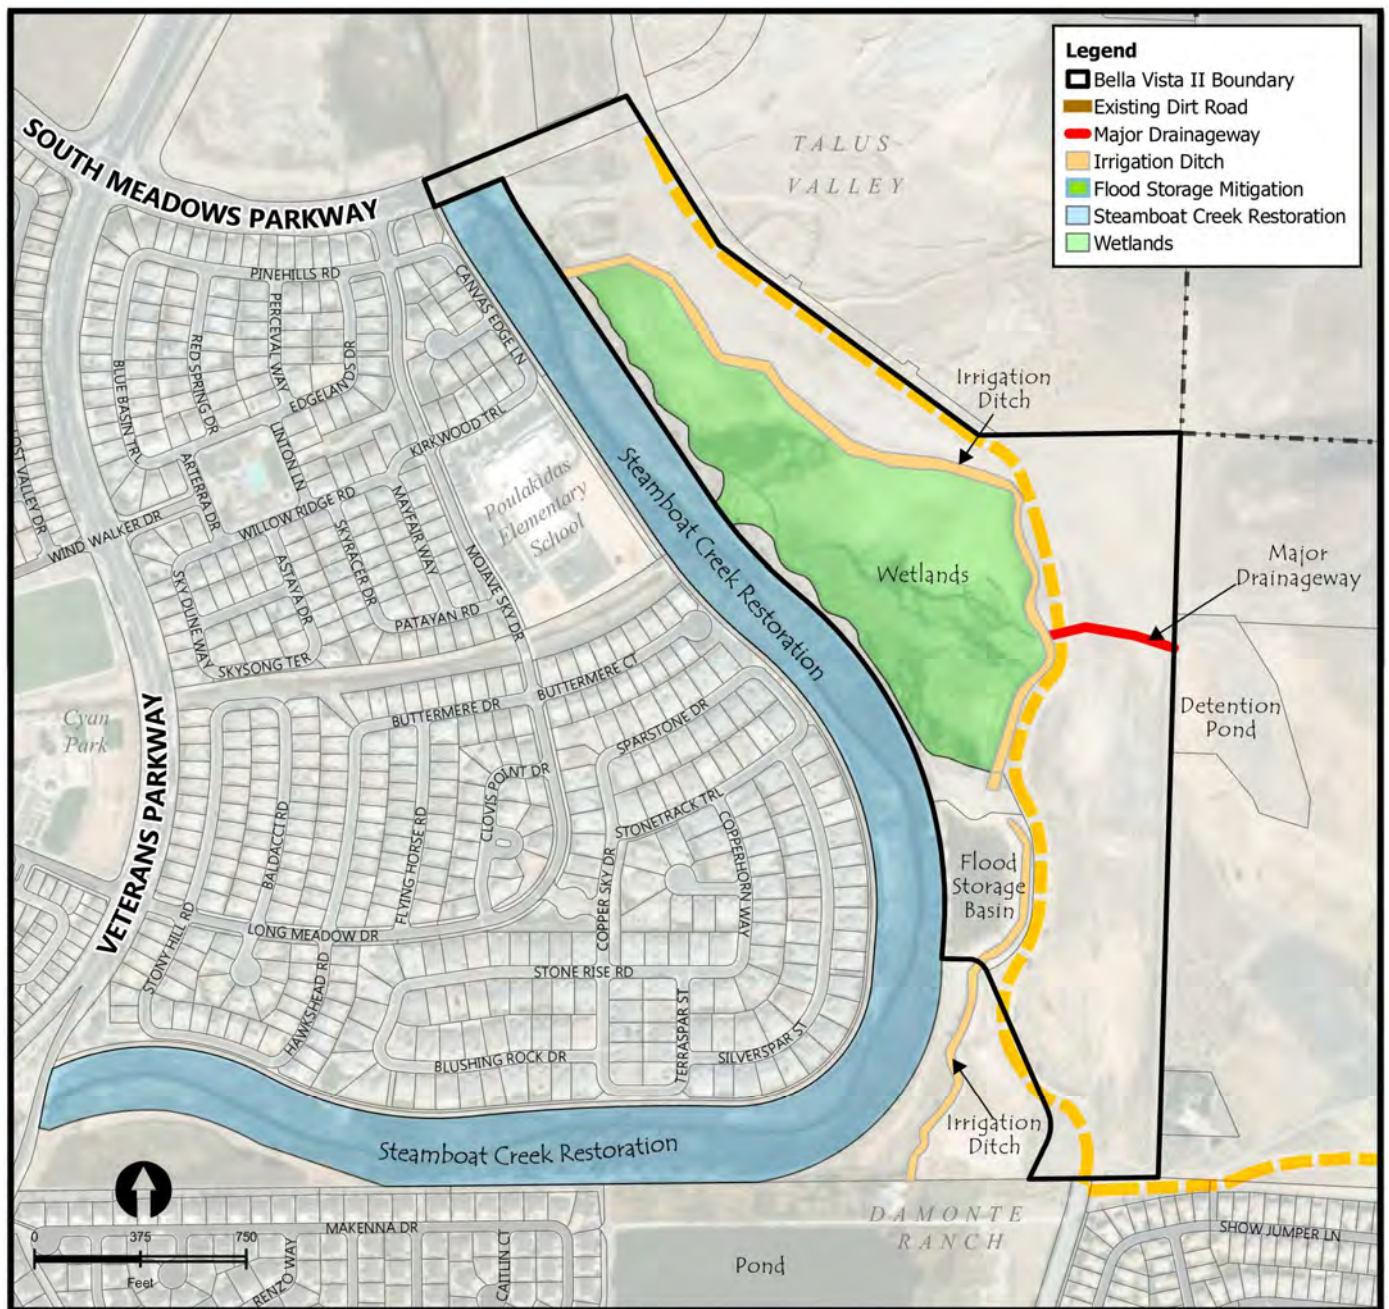 Legend
Bella Vista II Boundary
Existing Dirt Road
Major Drainageway
Irrigation Ditch
Flood Storage Mitigation
Steamboat Creek Restoration
Wetlands
SOUTH MEADOWS PARKWAY
TALUS
VALLEY
PINEHILLS RD
CANVAS EDGE LN
PERCEVAL WAY
RED SPRING DR
BLUE BASIN TRL
EDGELANDS DR
KIRKWOOD TRL
LINTON LN
ARTERRA DR
WILLOW RIDGE RD
WIND WALKER DR
MAYFAIR WAY
SKYRACER DR
ASTAYA DR
SKY DUNE WAY
PATAYAN RD
MOJAVE SKY DR
SKYSONG TER
Poulakidas
Elementary
School
Irrigation
Ditch
Steamboat Creek Restoration
Wetlands
Major
Drainageway
Detention
Pond
Cyan
Park
VETERANS PARKWAY
BUTTERMERE CT
BUTTERMERE DR
SPARSTONE DR
CLOVIS POINT DR
STONETRACK TRL
BALDACCI RD
FLYING HORSE RD
COPPERHORN WAY
COPPER SKY DR
Flood
Storage
Basin
STONY HILL RD
LONG MEADOW DR
HAWKSHEAD RD
STONE RISE RD
TERRASPAR ST
SILVERSPAR ST
BLUSHING ROCK DR
Irrigation
Ditch
Steamboat Creek Restoration
DAMONTE
RANCH
MAKENNA DR
RENZO WAY
CAITLIN CT
Pond
SHOW JUMPER LN
0 375 750
Feet